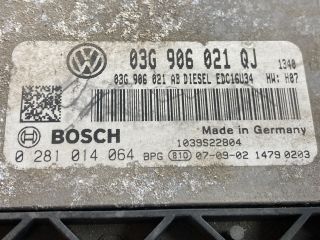 03G 906 021 QJ 1340
03G 906 021 AB DIESEL EDC16U34 HW: H07
BOSCH Made in Germany
1039S22804
0 281 014 064 BPG 810 07-09-02 1479 0203